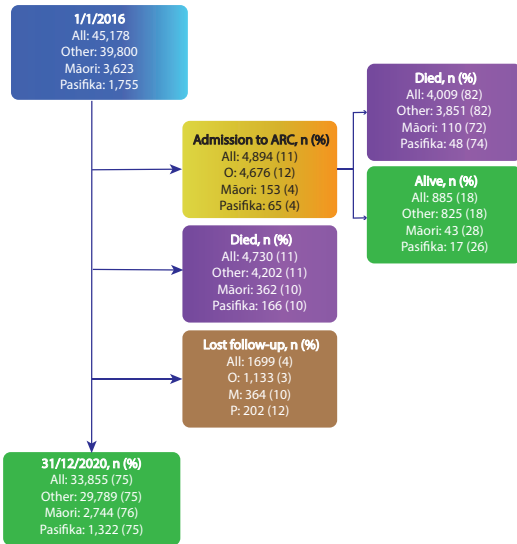 1/1/2016
All: 45,178
Other: 39,800
Māori: 3,623
Pasifika: 1,755
Died, n (%)
All: 4,009 (82)
Other: 3,851 (82)
Māori: 110 (72)
Pasifika: 48 (74)
Admission to ARC, n (%)
All: 4,894 (11)
O: 4,676 (12)
Māori: 153 (4)
Pasifika: 65 (4)
Alive, n (%)
All: 885 (18)
Other: 825 (18)
Māori: 43 (28)
Pasifika: 17 (26)
Died, n (%)
All: 4,730 (11)
Other: 4,202 (11)
Māori: 362 (10)
Pasifika: 166 (10)
Lost follow-up, n (%)
All: 1699 (4)
O: 1,133 (3)
M: 364 (10)
P: 202 (12)
31/12/2020, n (%)
All: 33,855 (75)
Other: 29,789 (75)
Māori: 2,744 (76)
Pasifika: 1,322 (75)